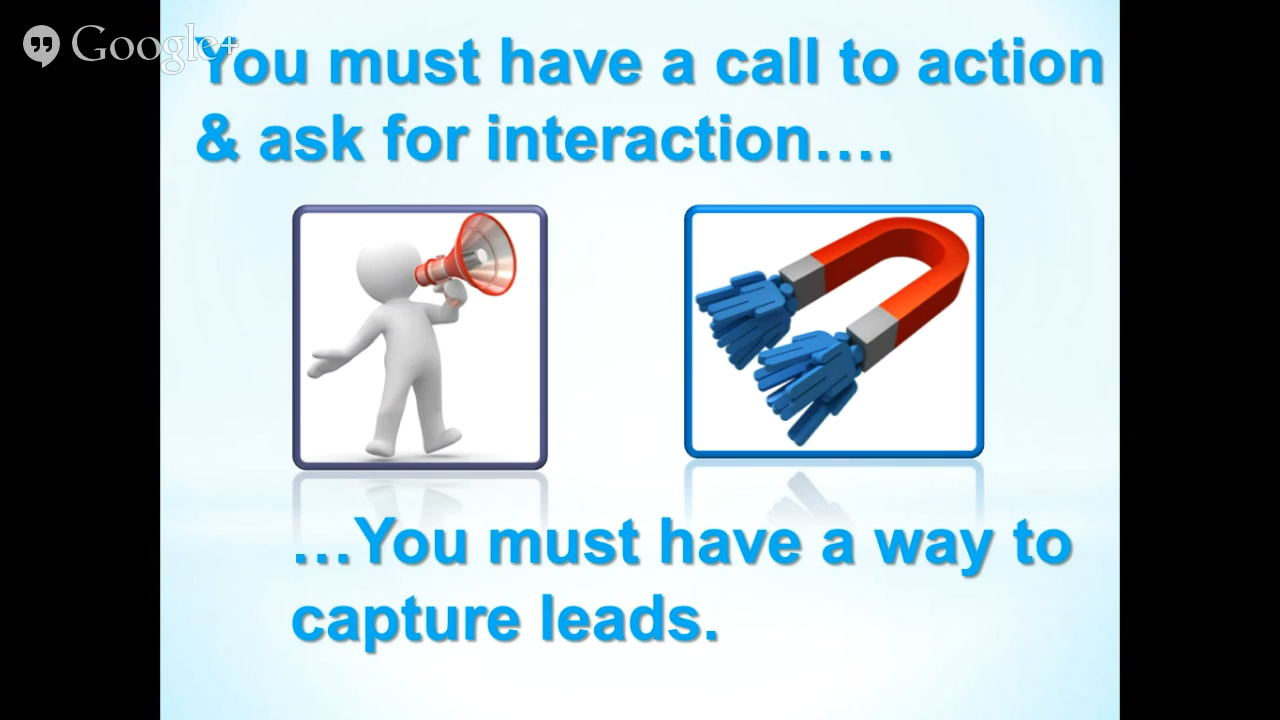 Google+
You must have a call to action
& ask for interaction….
…You must have a way to
capture leads.